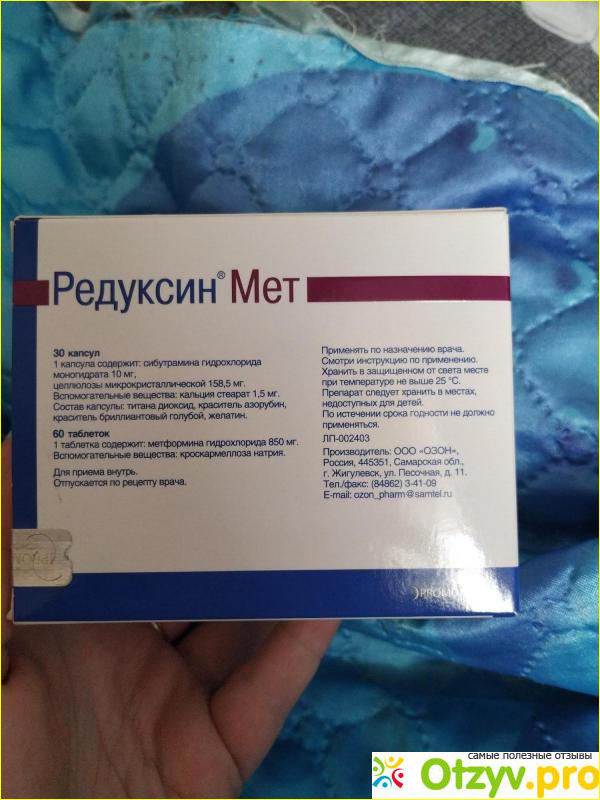 Редуксин® Мет
30 капсул
1 капсула содержит: сибутрамина гидрохлорида
моногидрата 10 мг,
целлюлозы микрокристаллической 158,5 мг.
Вспомогательные вещества: кальция стеарат 1,5 мг.
Состав капсулы: титана диоксид, краситель азорубин,
краситель бриллиантовый голубой, желатин.
60 таблеток
1 таблетка содержит: метформина гидрохлорида 850 мг.
Вспомогательные вещества: кроскармеллоза натрия.
Для приема внутрь.
Отпускается по рецепту врача.
Применять по назначению врача.
Смотри инструкцию по применению.
Хранить в защищенном от света месте
при температуре не выше 25 °C.
Препарат следует хранить в местах,
недоступных для детей.
По истечении срока годности не должно
применяться.
ЛП-002403
Производитель: ООО «ОЗОН»,
Россия, 445351, Самарская обл.,
г. Жигулевск, ул. Песочная, д. 11.
Тел./факс: (84862) 3-41-09
E-mail: ozon_pharm@samtel.ru
самые полезные отзывы
Otzyv.pro